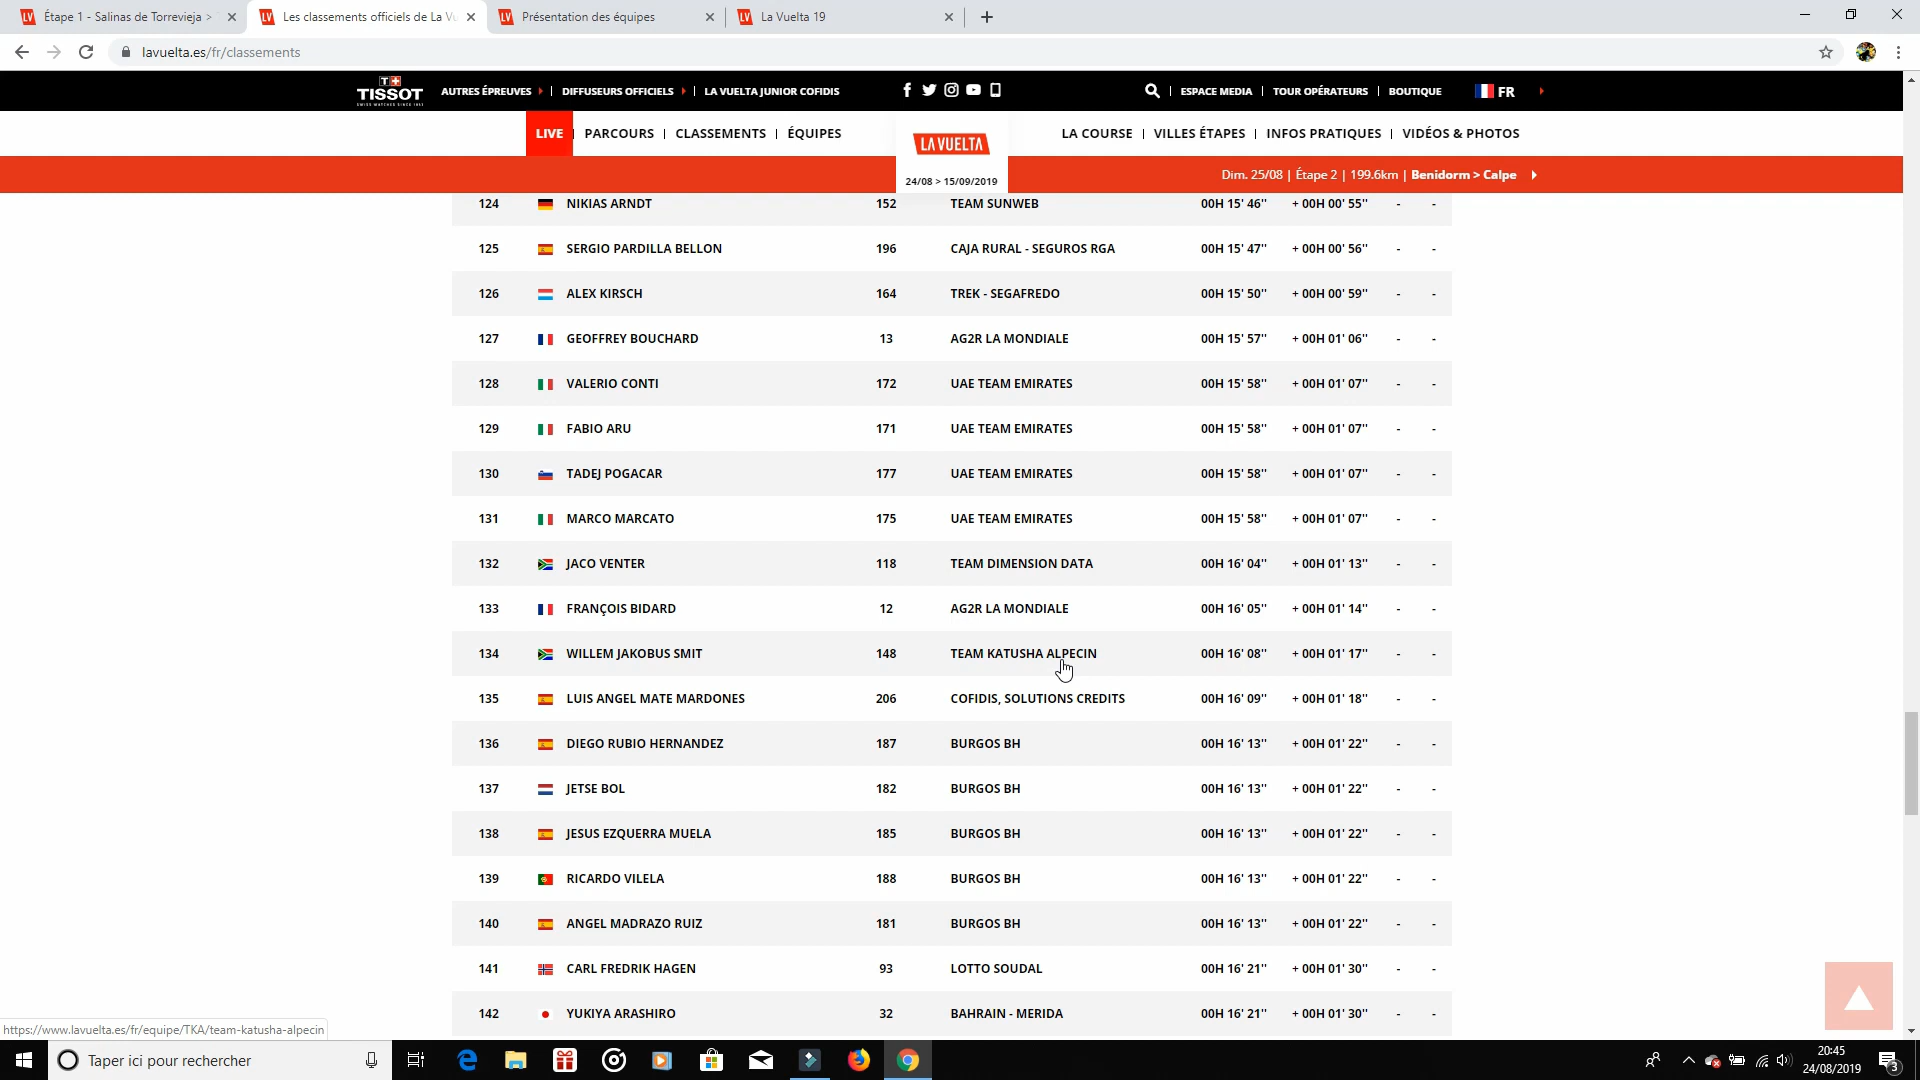 Étape 1 - Salinas de Torrevieja >
Les classements officiels de La Vu
Présentation des équipes
La Vuelta 19
lavuelta.es/fr/classements
TISSOT
AUTRES ÉPREUVES | DIFFUSEURS OFFICIELS | LA VUELTA JUNIOR COFIDIS
ESPACE MEDIA | TOUR OPÉRATEURS | BOUTIQUE
FR
LIVE | PARCOURS | CLASSEMENTS | ÉQUIPES
LA VUELTA
24/08 > 15/09/2019
LA COURSE | VILLES ÉTAPES | INFOS PRATIQUES | VIDÉOS & PHOTOS
Dim. 25/08 | Étape 2 | 199.6km | Benidorm > Calpe
124 NIKIAS ARNDT 152 TEAM SUNWEB 00H 15' 46'' + 00H 00' 55'' - -
125 SERGIO PARDILLA BELLON 196 CAJA RURAL - SEGUROS RGA 00H 15' 47'' + 00H 00' 56'' - -
126 ALEX KIRSCH 164 TREK - SEGAFREDO 00H 15' 50'' + 00H 00' 59'' - -
127 GEOFFREY BOUCHARD 13 AG2R LA MONDIALE 00H 15' 57'' + 00H 01' 06'' - -
128 VALERIO CONTI 172 UAE TEAM EMIRATES 00H 15' 58'' + 00H 01' 07'' - -
129 FABIO ARU 171 UAE TEAM EMIRATES 00H 15' 58'' + 00H 01' 07'' - -
130 TADEJ POGACAR 177 UAE TEAM EMIRATES 00H 15' 58'' + 00H 01' 07'' - -
131 MARCO MARCATO 175 UAE TEAM EMIRATES 00H 15' 58'' + 00H 01' 07'' - -
132 JACO VENTER 118 TEAM DIMENSION DATA 00H 16' 04'' + 00H 01' 13'' - -
133 FRANÇOIS BIDARD 12 AG2R LA MONDIALE 00H 16' 05'' + 00H 01' 14'' - -
134 WILLEM JAKOBUS SMIT 148 TEAM KATUSHA ALPECIN 00H 16' 08'' + 00H 01' 17'' - -
135 LUIS ANGEL MATE MARDONES 206 COFIDIS, SOLUTIONS CREDITS 00H 16' 09'' + 00H 01' 18'' - -
136 DIEGO RUBIO HERNANDEZ 187 BURGOS BH 00H 16' 13'' + 00H 01' 22'' - -
137 JETSE BOL 182 BURGOS BH 00H 16' 13'' + 00H 01' 22'' - -
138 JESUS EZQUERRA MUELA 185 BURGOS BH 00H 16' 13'' + 00H 01' 22'' - -
139 RICARDO VILELA 188 BURGOS BH 00H 16' 13'' + 00H 01' 22'' - -
140 ANGEL MADRAZO RUIZ 181 BURGOS BH 00H 16' 13'' + 00H 01' 22'' - -
141 CARL FREDRIK HAGEN 93 LOTTO SOUDAL 00H 16' 21'' + 00H 01' 30'' - -
142 YUKIYA ARASHIRO 32 BAHRAIN - MERIDA 00H 16' 21'' + 00H 01' 30'' - -
https://www.lavuelta.es/fr/equipe/TKA/team-katusha-alpecin
Taper ici pour rechercher
20:45
24/08/2019
3